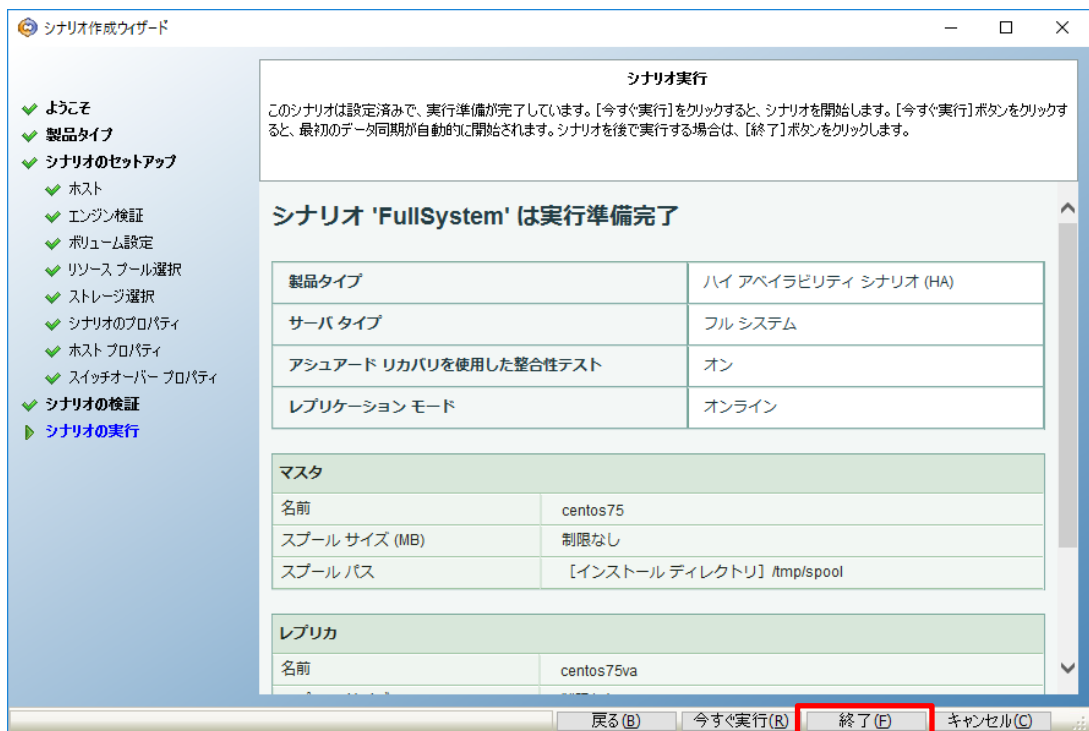 シナリオ作成ウィザード
ようこそ
製品タイプ
シナリオのセットアップ
ホスト
エンジン検証
ボリューム設定
リソース プール選択
ストレージ選択
シナリオのプロパティ
ホスト プロパティ
スイッチオーバー プロパティ
シナリオの検証
シナリオの実行
シナリオ実行
このシナリオは設定済みで、実行準備が完了しています。[今すぐ実行]をクリックすると、シナリオを開始します。[今すぐ実行]ボタンをクリックす
ると、最初のデータ同期が自動的に開始されます。シナリオを後で実行する場合は、[終了]ボタンをクリックします。
シナリオ 'FullSystem' は実行準備完了
製品タイプ ハイ アベイラビリティ シナリオ (HA)
サーバ タイプ フル システム
アシュアード リカバリを使用した整合性テスト オン
レプリケーション モード オンライン
マスタ
名前 centos75
スプール サイズ (MB) 制限なし
スプール パス [インストール ディレクトリ] /tmp/spool
レプリカ
名前 centos75va
戻る(B) 今すぐ実行(R) 終了(F) キャンセル(C)